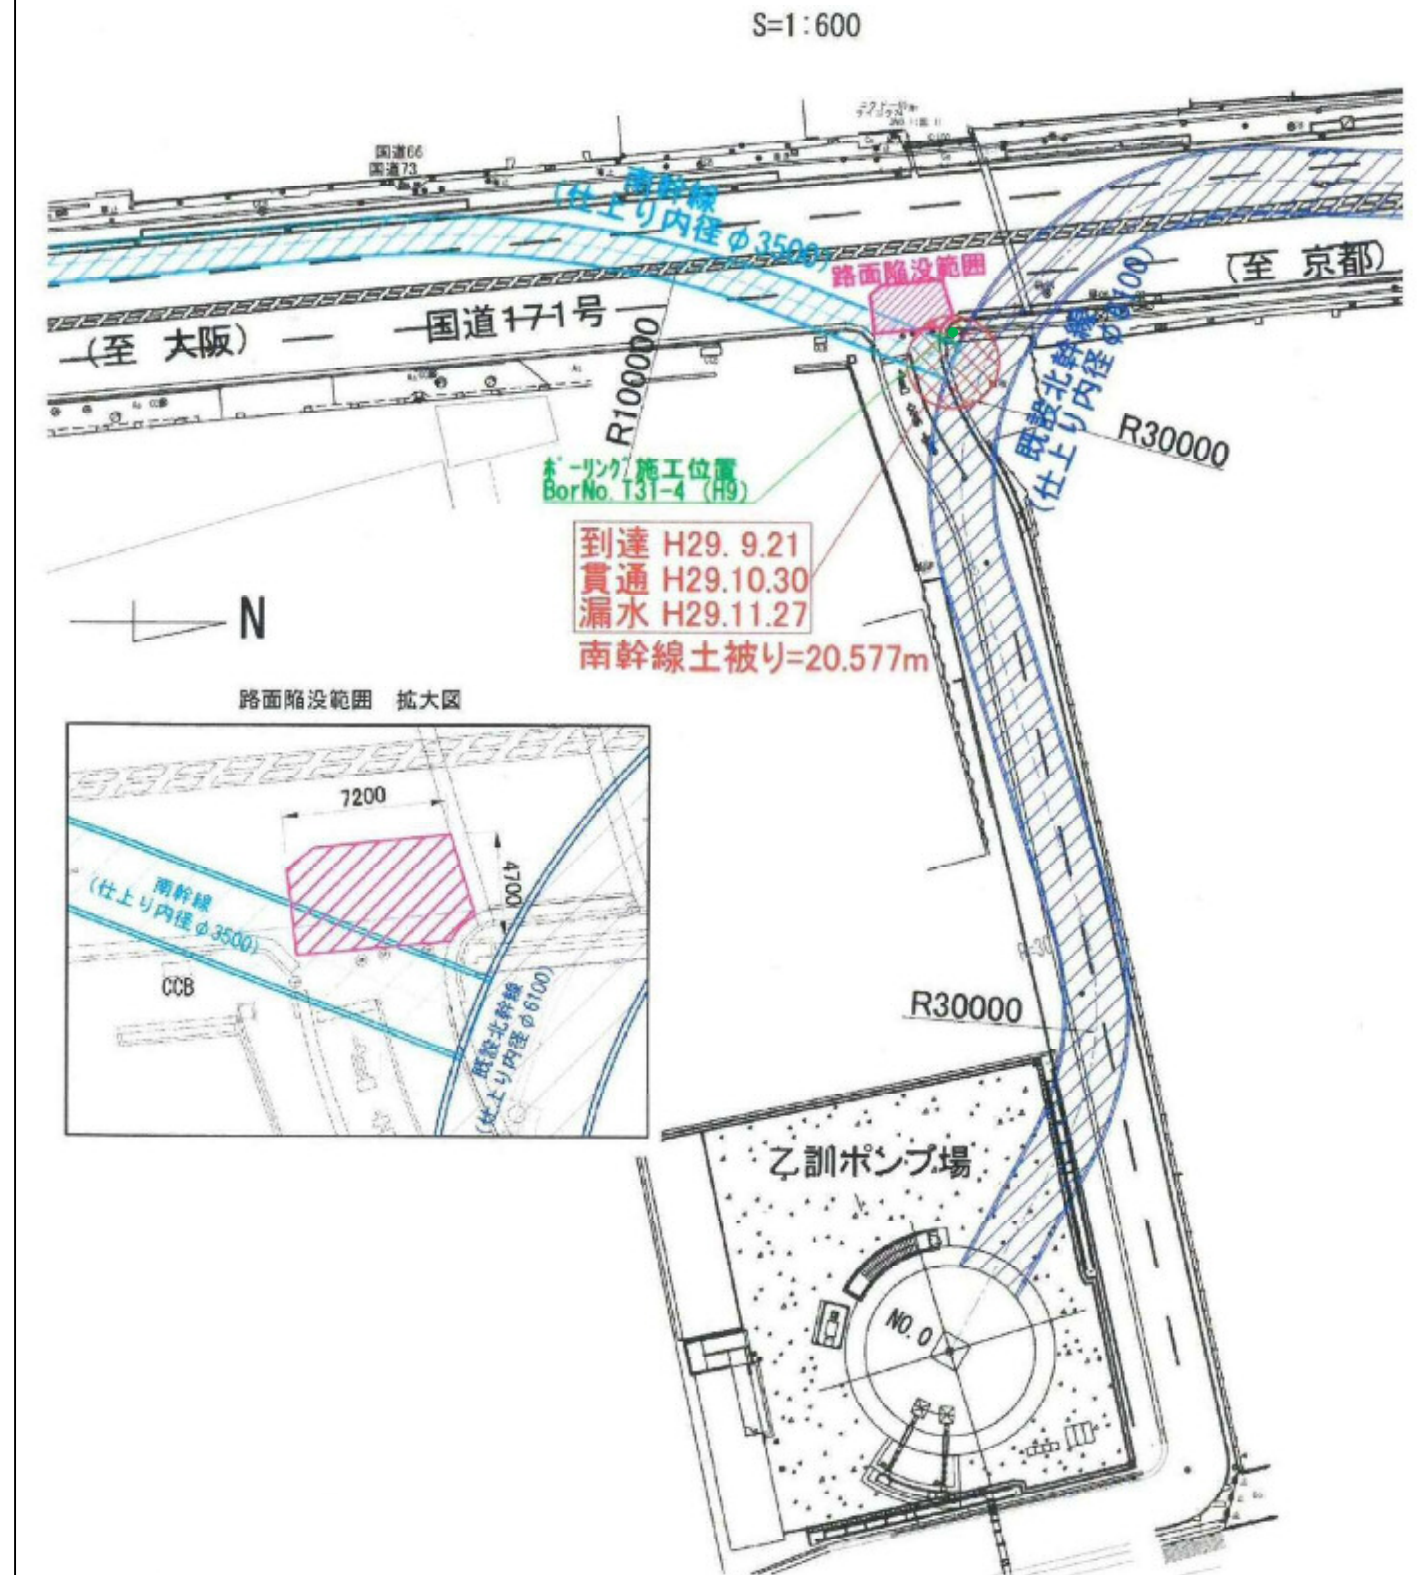 S=1:600
国道66
国道73
南幹線
(仕上り内径φ3500)
路面陥没範囲
(至 京都)
(至 大阪)
国道171号
R100000
既設北幹線
(仕上り内径φ6100)
R30000
ボーリング施工位置
BorNo. T31-4 (H9)
到達 H29. 9.21
貫通 H29.10.30
漏水 H29.11.27
南幹線土被り=20.577m
N
路面陥没範囲 拡大図
7200
4700
南幹線
(仕上り内径φ3500)
CCB
既設北幹線
(仕上り内径φ6100)
R30000
乙訓ポンプ場
NO.0